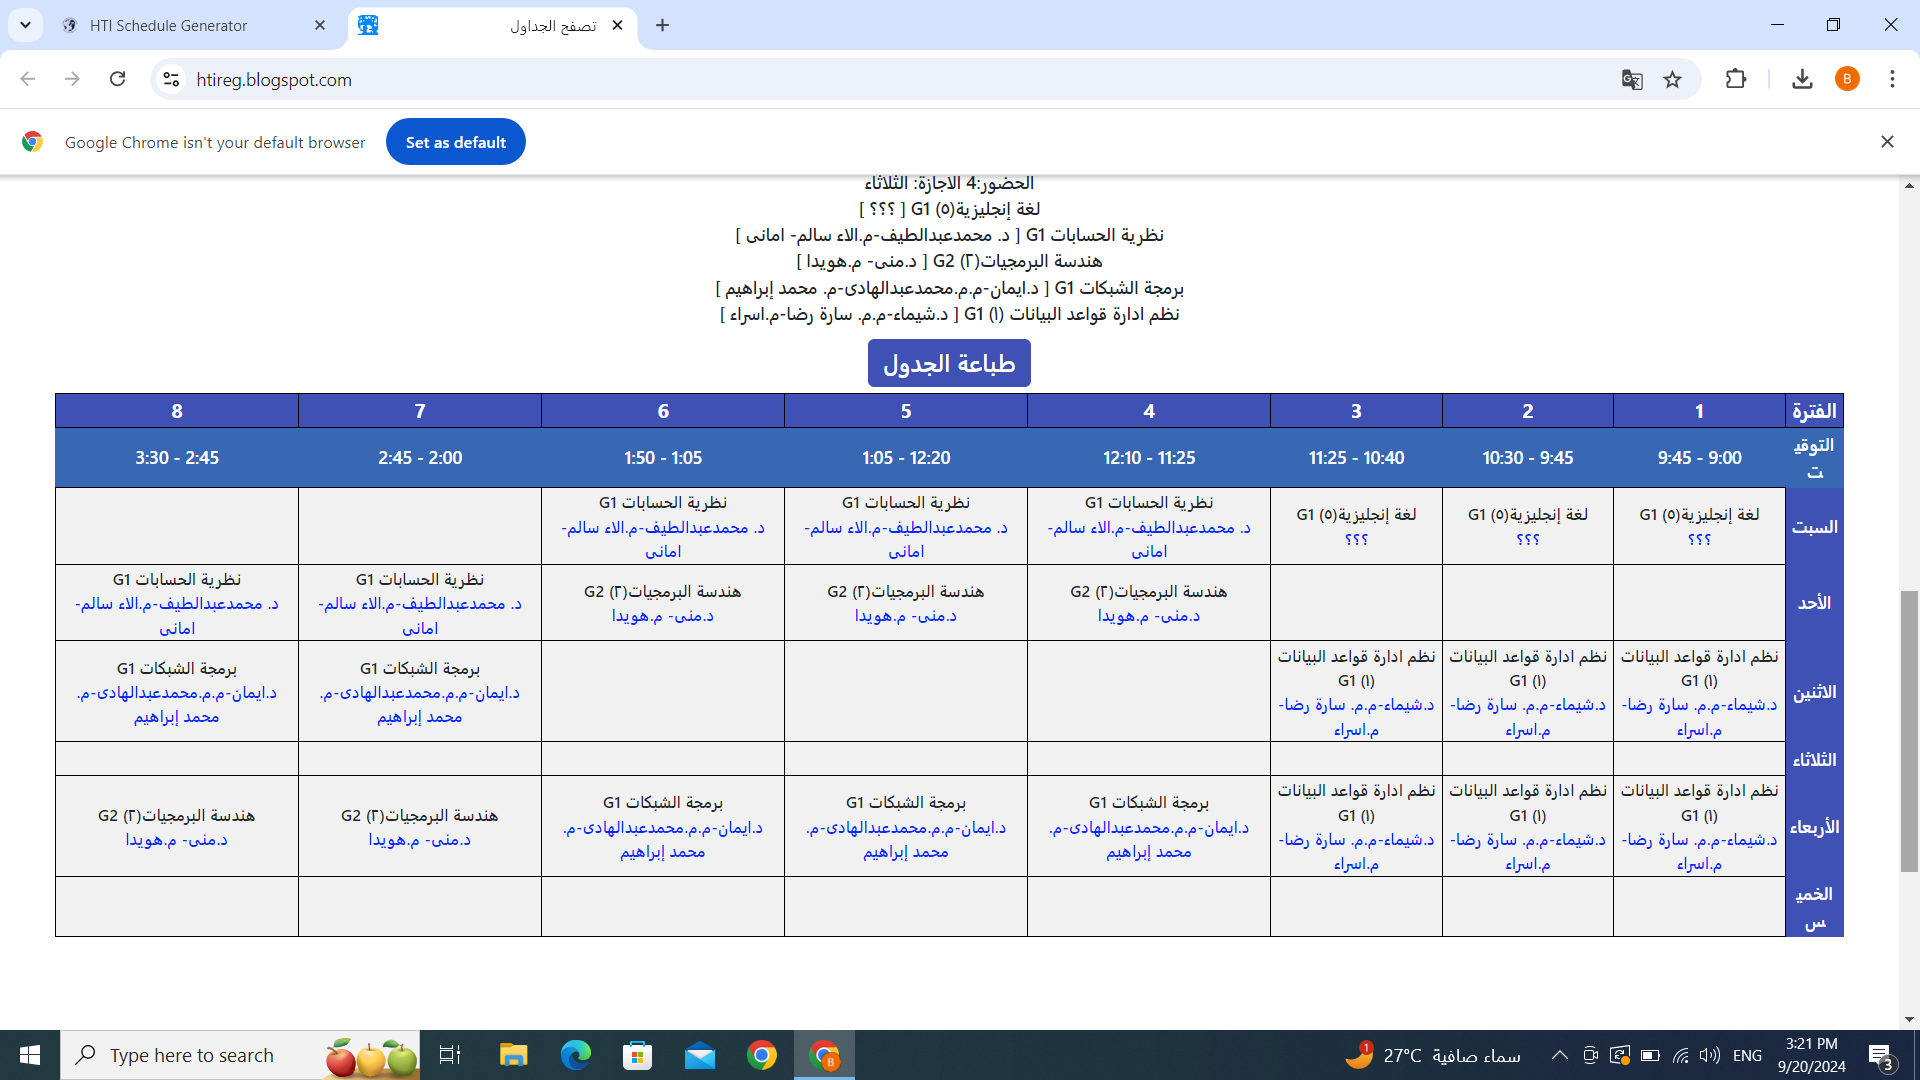 HTI Schedule Generator
تصفح الجداول
htireg.blogspot.com
B
Google Chrome isn't your default browser
Set as default
الحضور:4 الاجازة: الثلاثاء
لغة إنجليزية(٥) G1 [ ؟؟؟ ]
نظرية الحسابات G1 [ د. محمدعبدالطيف-م.الاء سالم- امانى ]
هندسة البرمجيات(٢) G2 [ د.منى- م.هويدا ]
برمجة الشبكات G1 [ د.ايمان-م.م.محمدعبدالهادى-م. محمد إبراهيم ]
نظم ادارة قواعد البيانات (١) G1 [ د.شيماء-م.م. سارة رضا-م.اسراء ]
طباعة الجدول
الفترة 1 2 3 4 5 6 7 8
التوقيت 9:00 - 9:45 9:45 - 10:30 10:40 - 11:25 11:25 - 12:10 12:20 - 1:05 1:05 - 1:50 2:00 - 2:45 2:45 - 3:30
السبت
لغة إنجليزية(٥) G1
؟؟؟
لغة إنجليزية(٥) G1
؟؟؟
لغة إنجليزية(٥) G1
؟؟؟
نظرية الحسابات G1
د. محمدعبدالطيف-م.الاء سالم-
امانى
نظرية الحسابات G1
د. محمدعبدالطيف-م.الاء سالم-
امانى
نظرية الحسابات G1
د. محمدعبدالطيف-م.الاء سالم-
امانى
الأحد
هندسة البرمجيات(٢) G2
د.منى- م.هويدا
هندسة البرمجيات(٢) G2
د.منى- م.هويدا
هندسة البرمجيات(٢) G2
د.منى- م.هويدا
نظرية الحسابات G1
د. محمدعبدالطيف-م.الاء سالم-
امانى
نظرية الحسابات G1
د. محمدعبدالطيف-م.الاء سالم-
امانى
الاثنين
نظم ادارة قواعد البيانات
(١) G1
د.شيماء-م.م. سارة رضا-
م.اسراء
نظم ادارة قواعد البيانات
(١) G1
د.شيماء-م.م. سارة رضا-
م.اسراء
نظم ادارة قواعد البيانات
(١) G1
د.شيماء-م.م. سارة رضا-
م.اسراء
برمجة الشبكات G1
د.ايمان-م.م.محمدعبدالهادى-م.
محمد إبراهيم
برمجة الشبكات G1
د.ايمان-م.م.محمدعبدالهادى-م.
محمد إبراهيم
الثلاثاء
الأربعاء
نظم ادارة قواعد البيانات
(١) G1
د.شيماء-م.م. سارة رضا-
م.اسراء
نظم ادارة قواعد البيانات
(١) G1
د.شيماء-م.م. سارة رضا-
م.اسراء
نظم ادارة قواعد البيانات
(١) G1
د.شيماء-م.م. سارة رضا-
م.اسراء
برمجة الشبكات G1
د.ايمان-م.م.محمدعبدالهادى-م.
محمد إبراهيم
برمجة الشبكات G1
د.ايمان-م.م.محمدعبدالهادى-م.
محمد إبراهيم
برمجة الشبكات G1
د.ايمان-م.م.محمدعبدالهادى-م.
محمد إبراهيم
هندسة البرمجيات(٢) G2
د.منى- م.هويدا
هندسة البرمجيات(٢) G2
د.منى- م.هويدا
الخميس
Type here to search
B
1
27°C سماء صافية
ENG
3:21 PM
9/20/2024
3